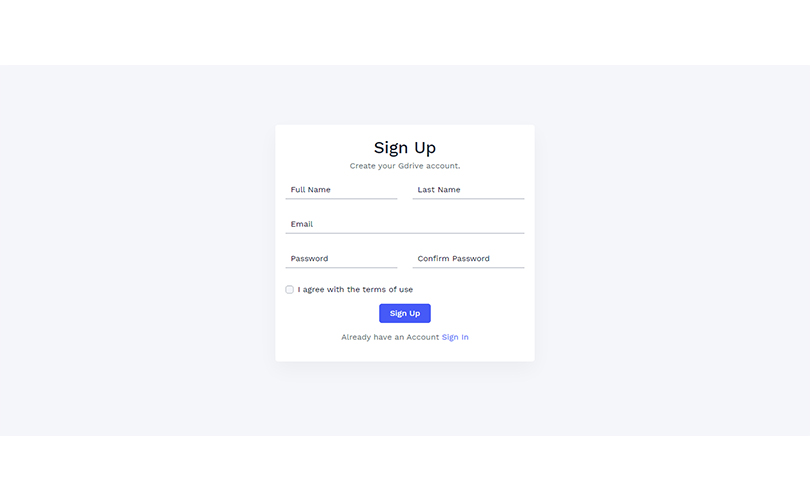 Sign Up
Create your Gdrive account.
Full Name Last Name
Email
Password Confirm Password
I agree with the terms of use
Sign Up
Already have an Account Sign In